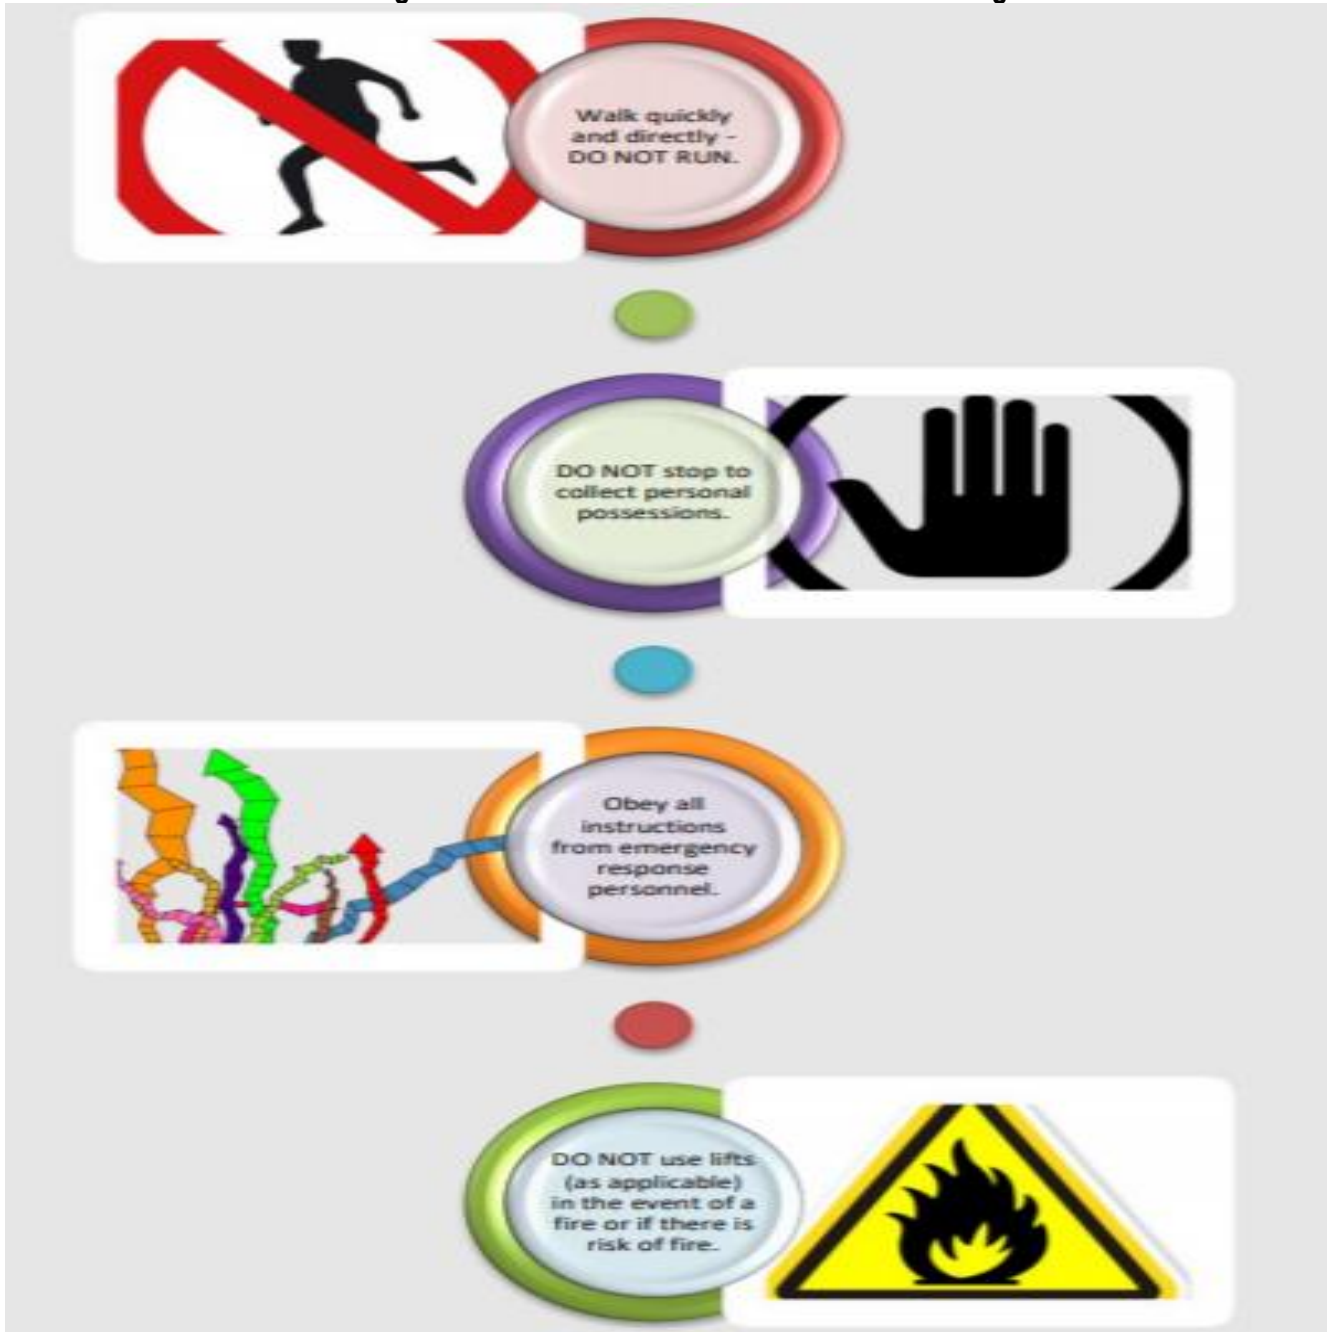 Walk quickly
and directly -
DO NOT RUN.
DO NOT stop to
collect personal
possessions.
Obey all
instructions
from emergency
response
personnel.
DO NOT use lifts
(as applicable)
in the event of a
fire or if there is
risk of fire.